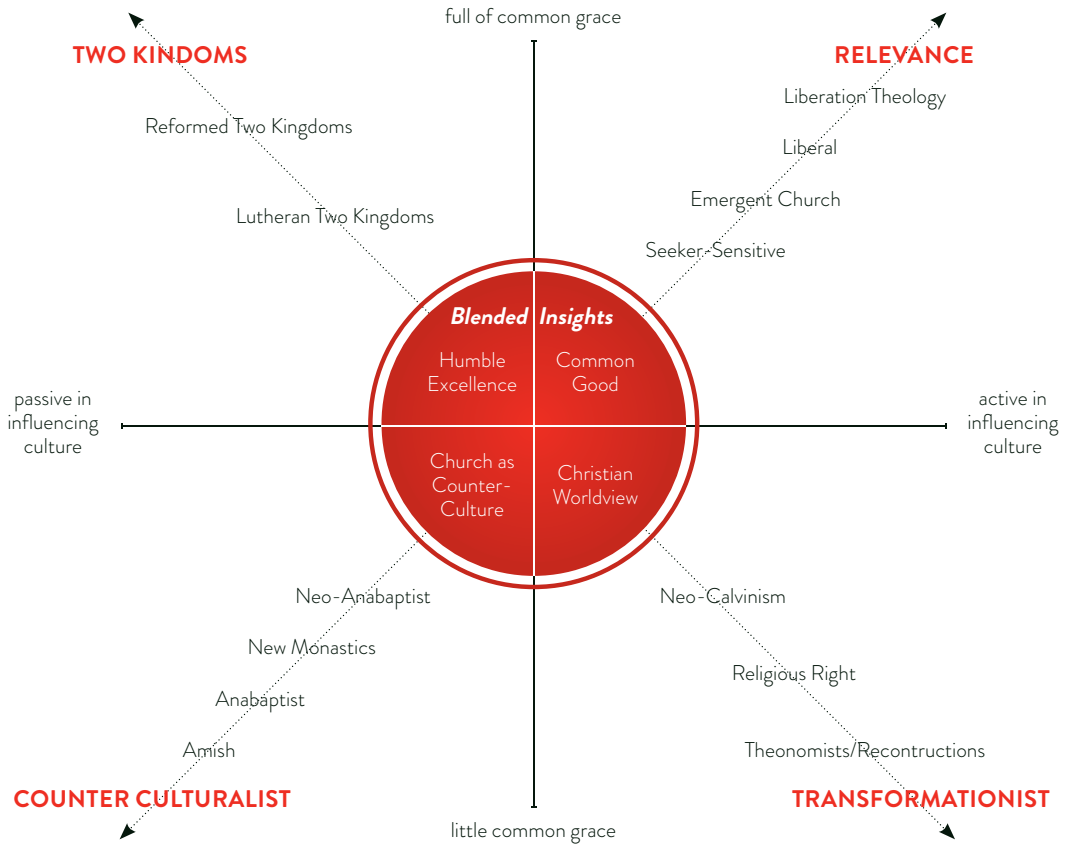 full of common grace
TWO KINDOMS
RELEVANCE
Liberation Theology
Reformed Two Kingdoms
Liberal
Emergent Church
Lutheran Two Kingdoms
Seeker-Sensitive
Blended Insights
Humble
Excellence
Common
Good
passive in
influencing
culture
active in
influencing
culture
Church as
Counter-
Culture
Christian
Worldview
Neo-Anabaptist
Neo-Calvinism
New Monastics
Religious Right
Anabaptist
Amish
Theonomists/Recontructions
COUNTER CULTURALIST
TRANSFORMATIONIST
little common grace